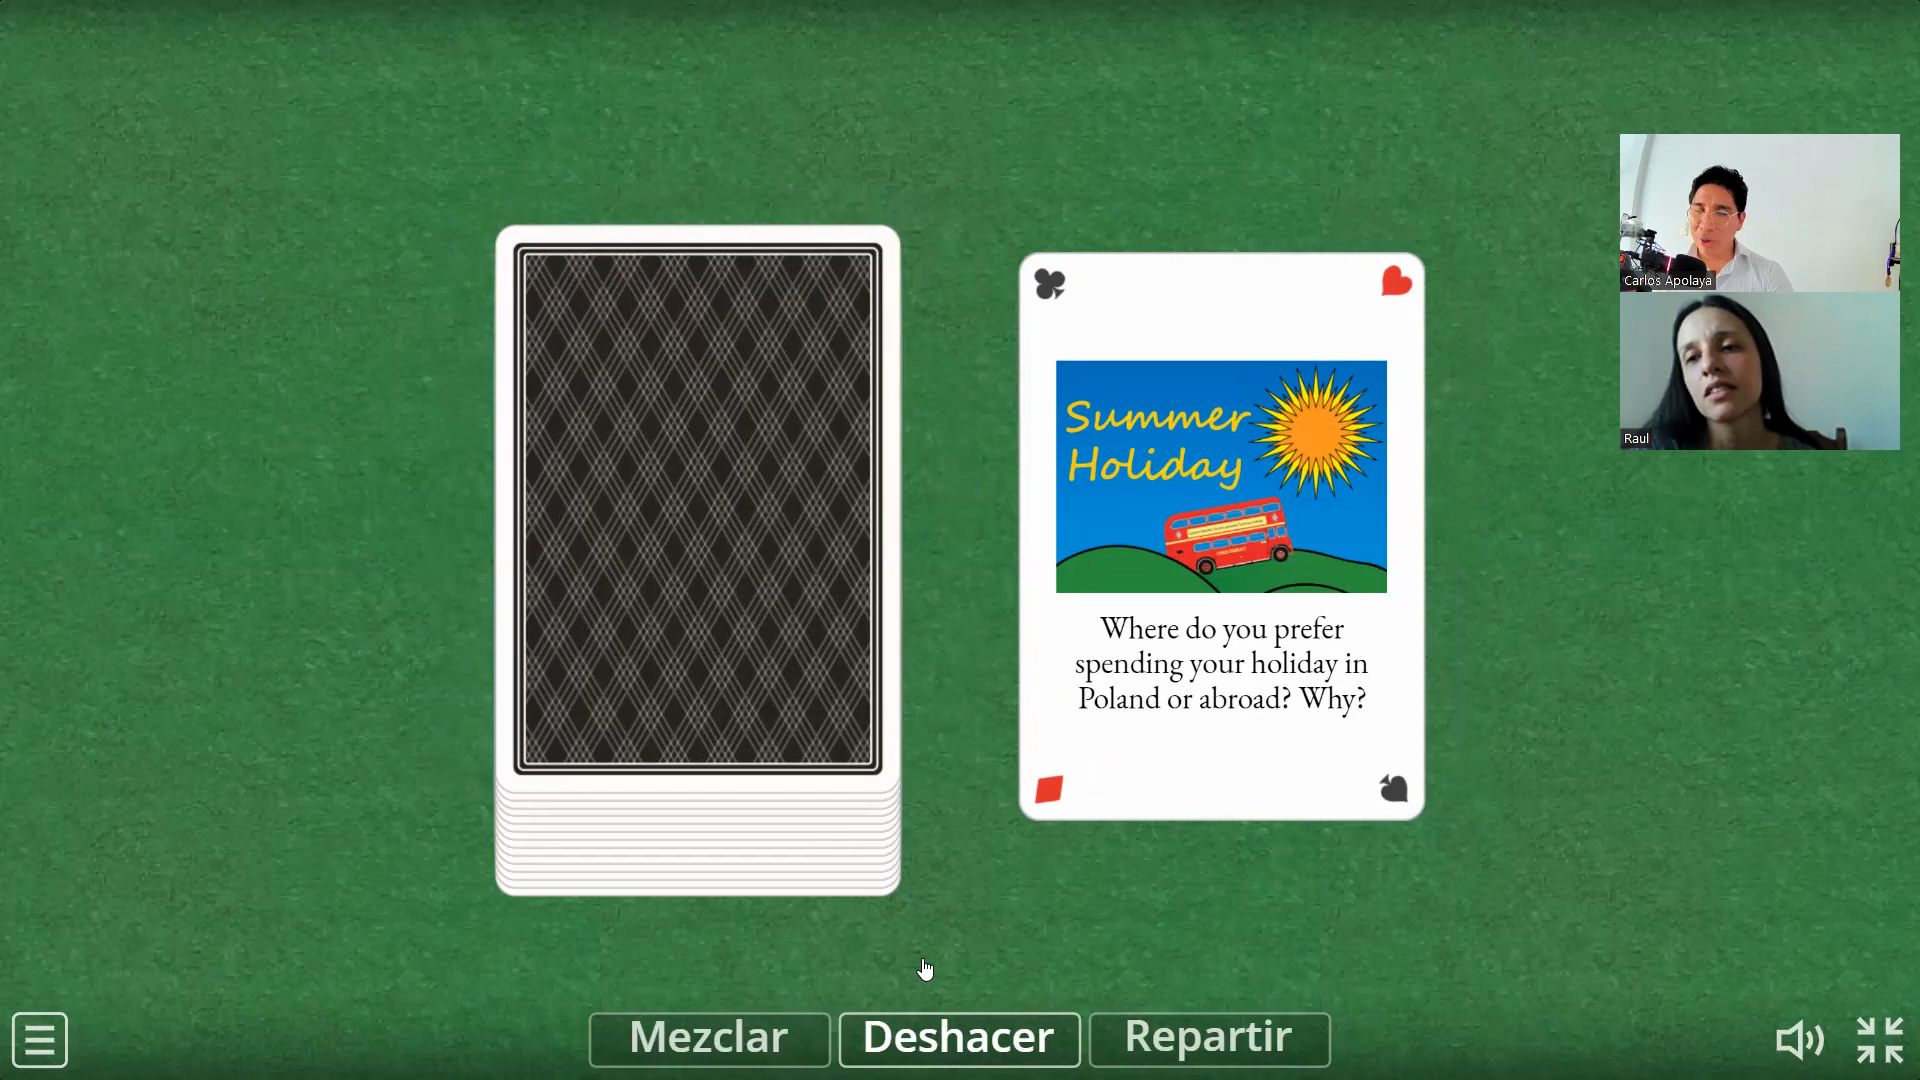 Summer
Holiday
Where do you prefer
spending your holiday in
Poland or abroad? Why?
Carlos Apolaya
Raul
Mezclar
Deshacer
Repartir